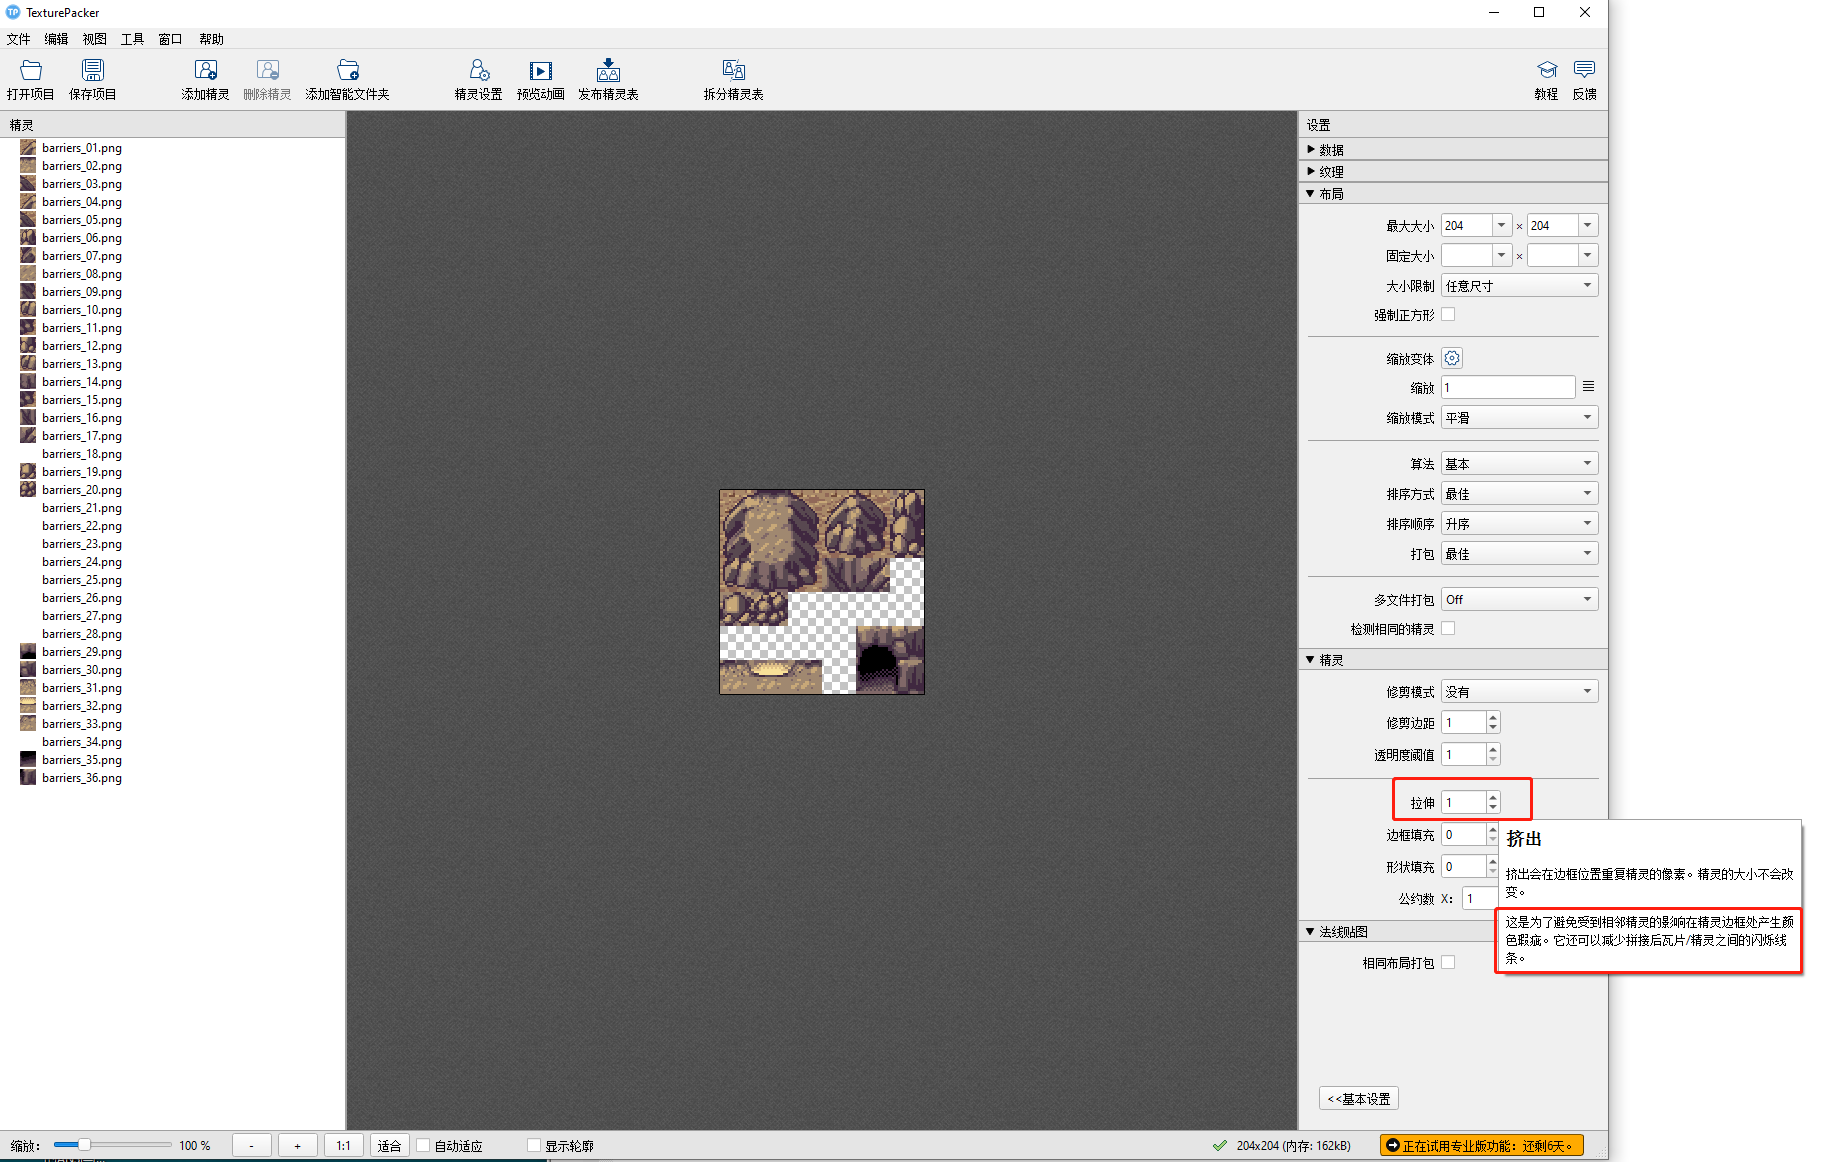 TexturePacker
文件 编辑 视图 工具 窗口 帮助
打开项目 保存项目 添加精灵 删除精灵 添加智能文件夹 精灵设置 预览动画 发布精灵表 拆分精灵表 教程 反馈
精灵
barriers_01.png
barriers_02.png
barriers_03.png
barriers_04.png
barriers_05.png
barriers_06.png
barriers_07.png
barriers_08.png
barriers_09.png
barriers_10.png
barriers_11.png
barriers_12.png
barriers_13.png
barriers_14.png
barriers_15.png
barriers_16.png
barriers_17.png
barriers_18.png
barriers_19.png
barriers_20.png
barriers_21.png
barriers_22.png
barriers_23.png
barriers_24.png
barriers_25.png
barriers_26.png
barriers_27.png
barriers_28.png
barriers_29.png
barriers_30.png
barriers_31.png
barriers_32.png
barriers_33.png
barriers_34.png
barriers_35.png
barriers_36.png
设置
数据
纹理
布局
最大大小 204 × 204
固定大小 ×
大小限制 任意尺寸
强制正方形
缩放变体
缩放 1
缩放模式 平滑
算法 基本
排序方式 最佳
排序顺序 升序
打包 最佳
多文件打包 Off
检测相同的精灵
精灵
修剪模式 没有
修剪边距 1
透明度阈值 1
拉伸 1
边框填充 0
形状填充 0
公约数 X: 1
挤出
挤出会在边框位置重复精灵的像素。精灵的大小不会改
变。
这是为了避免受到相邻精灵的影响在精灵边框处产生颜
色瑕疵。它还可以减少拼接后瓦片/精灵之间的闪烁线
条。
法线贴图
相同布局打包
<<基本设置
缩放: 100 % - + 1:1 适合 自动适应 显示轮廓 204x204 (内存: 162kB) 正在试用专业版功能：还剩6天。